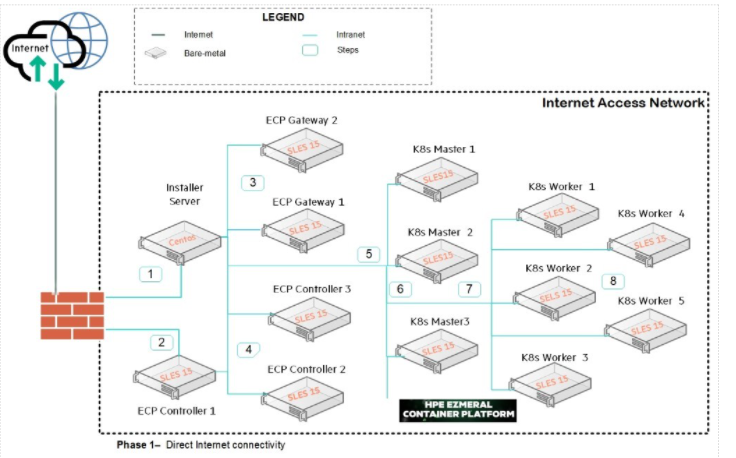 LEGEND
Internet
Intranet
Bare-metal
Steps
Internet
Internet Access Network
ECP Gateway 2
SLES 15
K8s Master 1
SLES15
Installer
Server
Centos
3
ECP Gateway 1
SLES 15
K8s Worker 1
SLES 15
K8s Worker 4
SLES 15
1
5
K8s Master 2
SLES15
ECP Controller 3
SLES 15
6
7
K8s Worker 2
SELS 15
8
K8s Worker 5
SLES 15
2
4
K8s Master3
SLES 15
ECP Controller 1
SLES 15
ECP Controller 2
SLES 15
K8s Worker 3
SLES 15
HPE EZMERAL
CONTAINER PLATFORM
Phase 1– Direct Internet connectivity